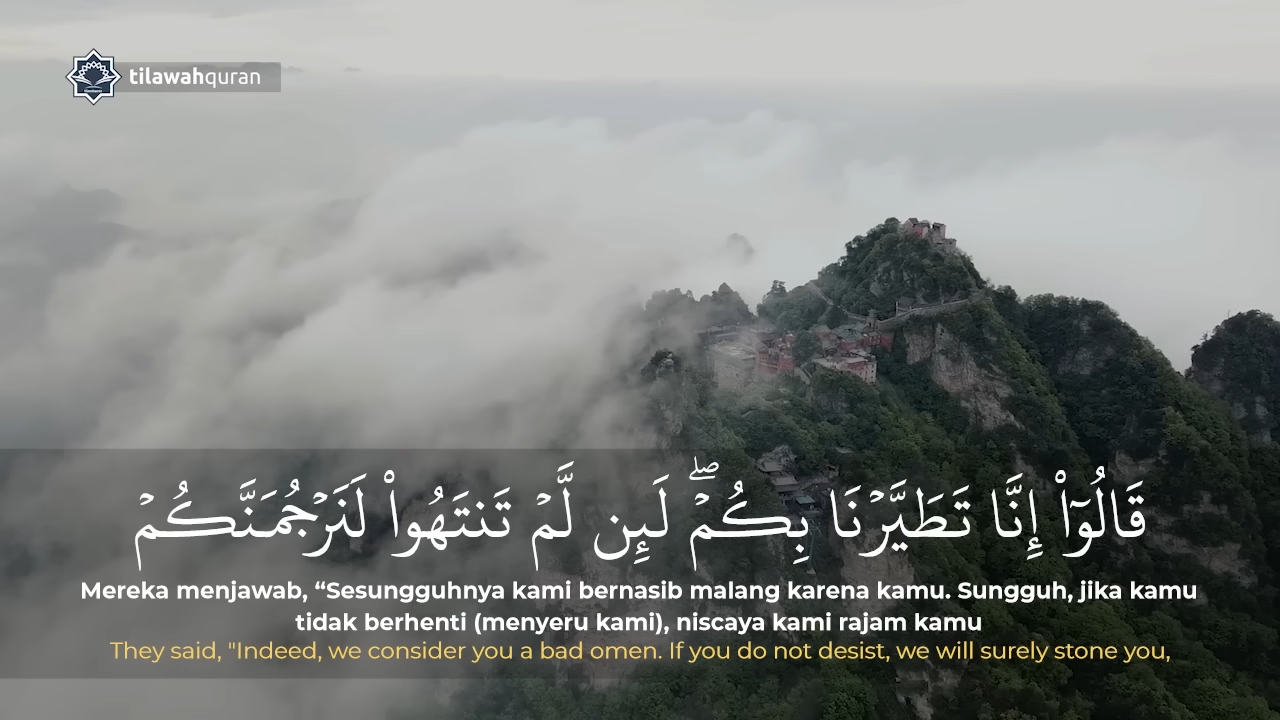 tilawahquran
قَالُوٓا۟ إِنَّا تَطَيَّرْنَا بِكُمْ ۖ لَئِن لَّمْ تَنتَهُوا۟ لَنَرْجُمَنَّكُمْ
Mereka menjawab, “Sesungguhnya kami bernasib malang karena kamu. Sungguh, jika kamu
tidak berhenti (menyeru kami), niscaya kami rajam kamu
They said, "Indeed, we consider you a bad omen. If you do not desist, we will surely stone you,